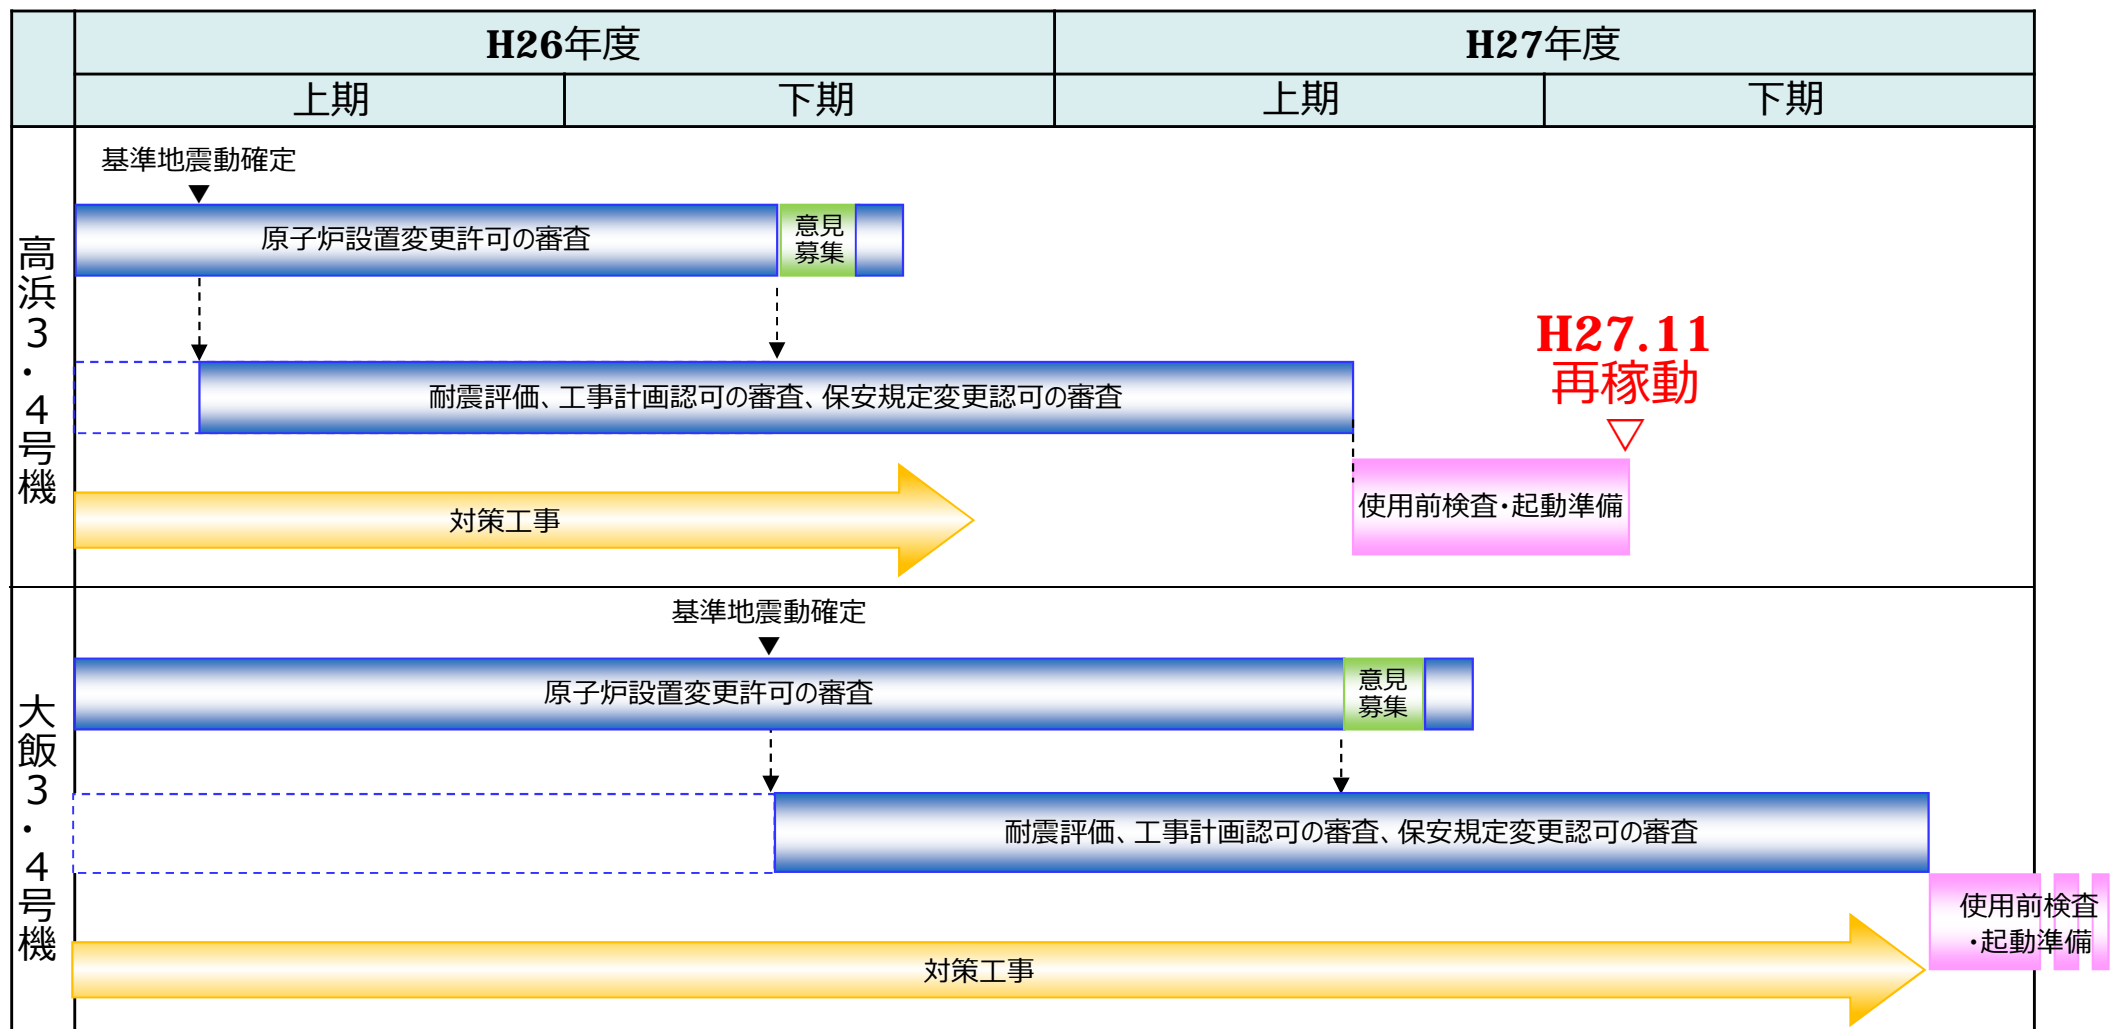 H26年度
H27年度
上期
下期
上期
下期
高浜3・4号機
基準地震動確定
原子炉設置変更許可の審査
意見
募集
耐震評価、工事計画認可の審査、保安規定変更認可の審査
H27.11
再稼動
使用前検査・起動準備
対策工事
大飯3・4号機
基準地震動確定
原子炉設置変更許可の審査
意見
募集
耐震評価、工事計画認可の審査、保安規定変更認可の審査
使用前検査
・起動準備
対策工事